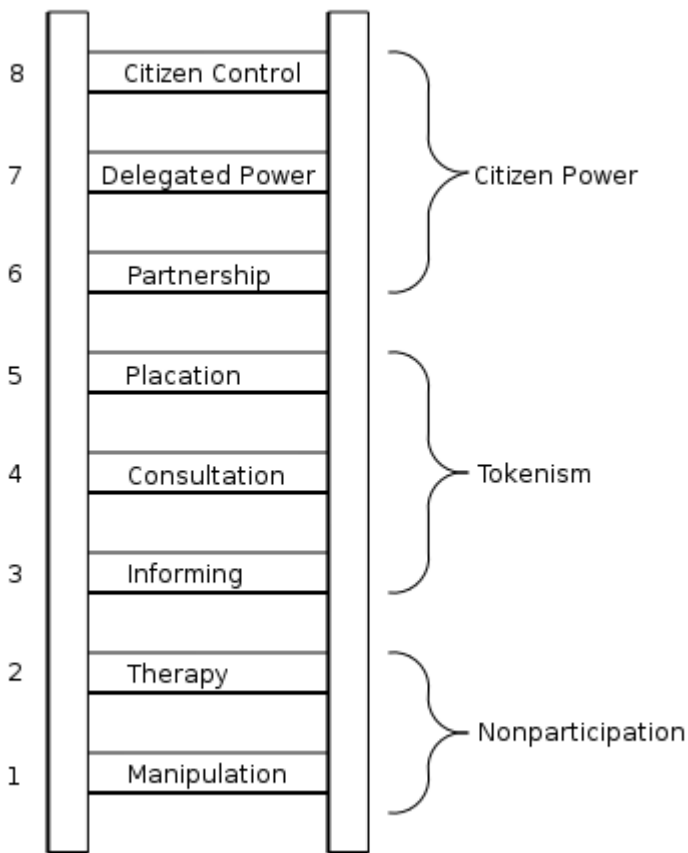 8 Citizen Control
7 Delegated Power
Citizen Power
6 Partnership
5 Placation
4 Consultation
Tokenism
3 Informing
2 Therapy
Nonparticipation
1 Manipulation